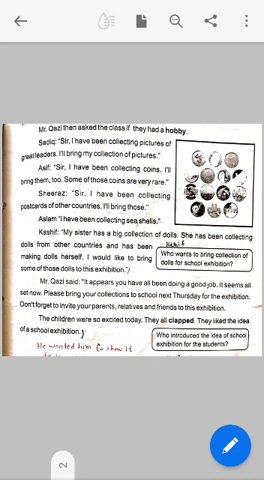 Mr. Qazi then asked the class if they had a hobby.
Sadiq: "Sir, I have been collecting pictures of
great leaders. I'll bring my collection of pictures."
Asif: "Sir, I have been collecting coins. I'll
bring them, too. Some of those coins are very rare."
Sheeraz: "Sir, I have been collecting
postcards of other countries. I'll bring those."
Aslam "I have been collecting sea shells."
Kashif: "My sister has a big collection of dolls. She has been collecting
dolls from other countries and has been
making dolls herself. I would like to bring
some of those dolls to this exhibition."
Kshif
Who wants to bring collection of
dolls for school exhibition?
Mr. Qazi said: "It appears you have all been doing a good job. It seems all
set now. Please bring your collections to school next Thursday for the exhibition.
Don't forget to invite your parents, relatives and friends to this exhibition.
The children were so excited today. They all clapped. They liked the idea
of a school exhibition.
He wanted him to show it
Who introduced the idea of school
exhibition for the students?
2